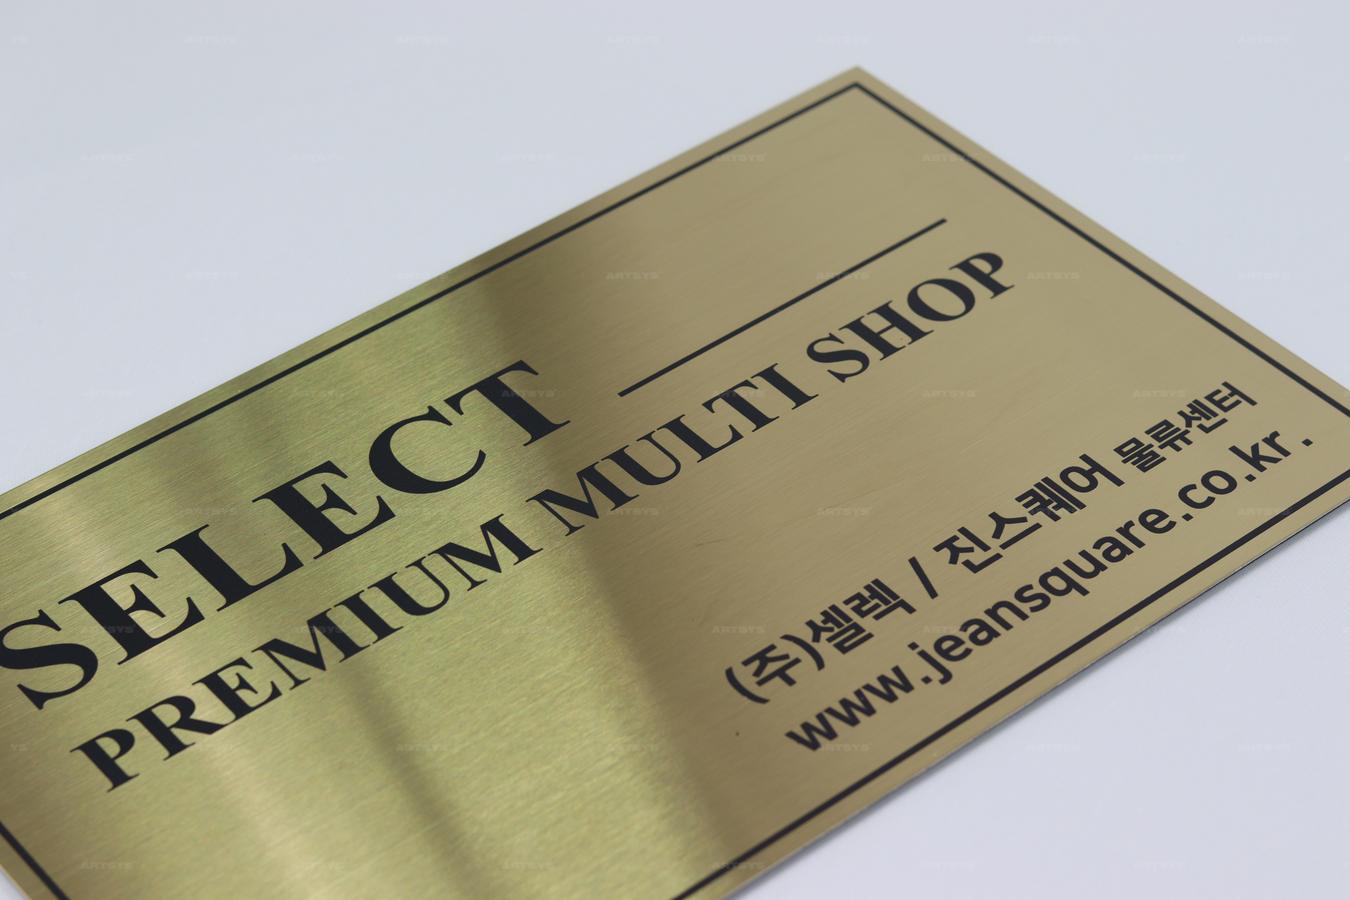 SELECT
PREMIUM MULTI SHOP
(주)셀렉 / 진스퀘어 물류센터
www.jeansquare.co.kr.
ARTSYS